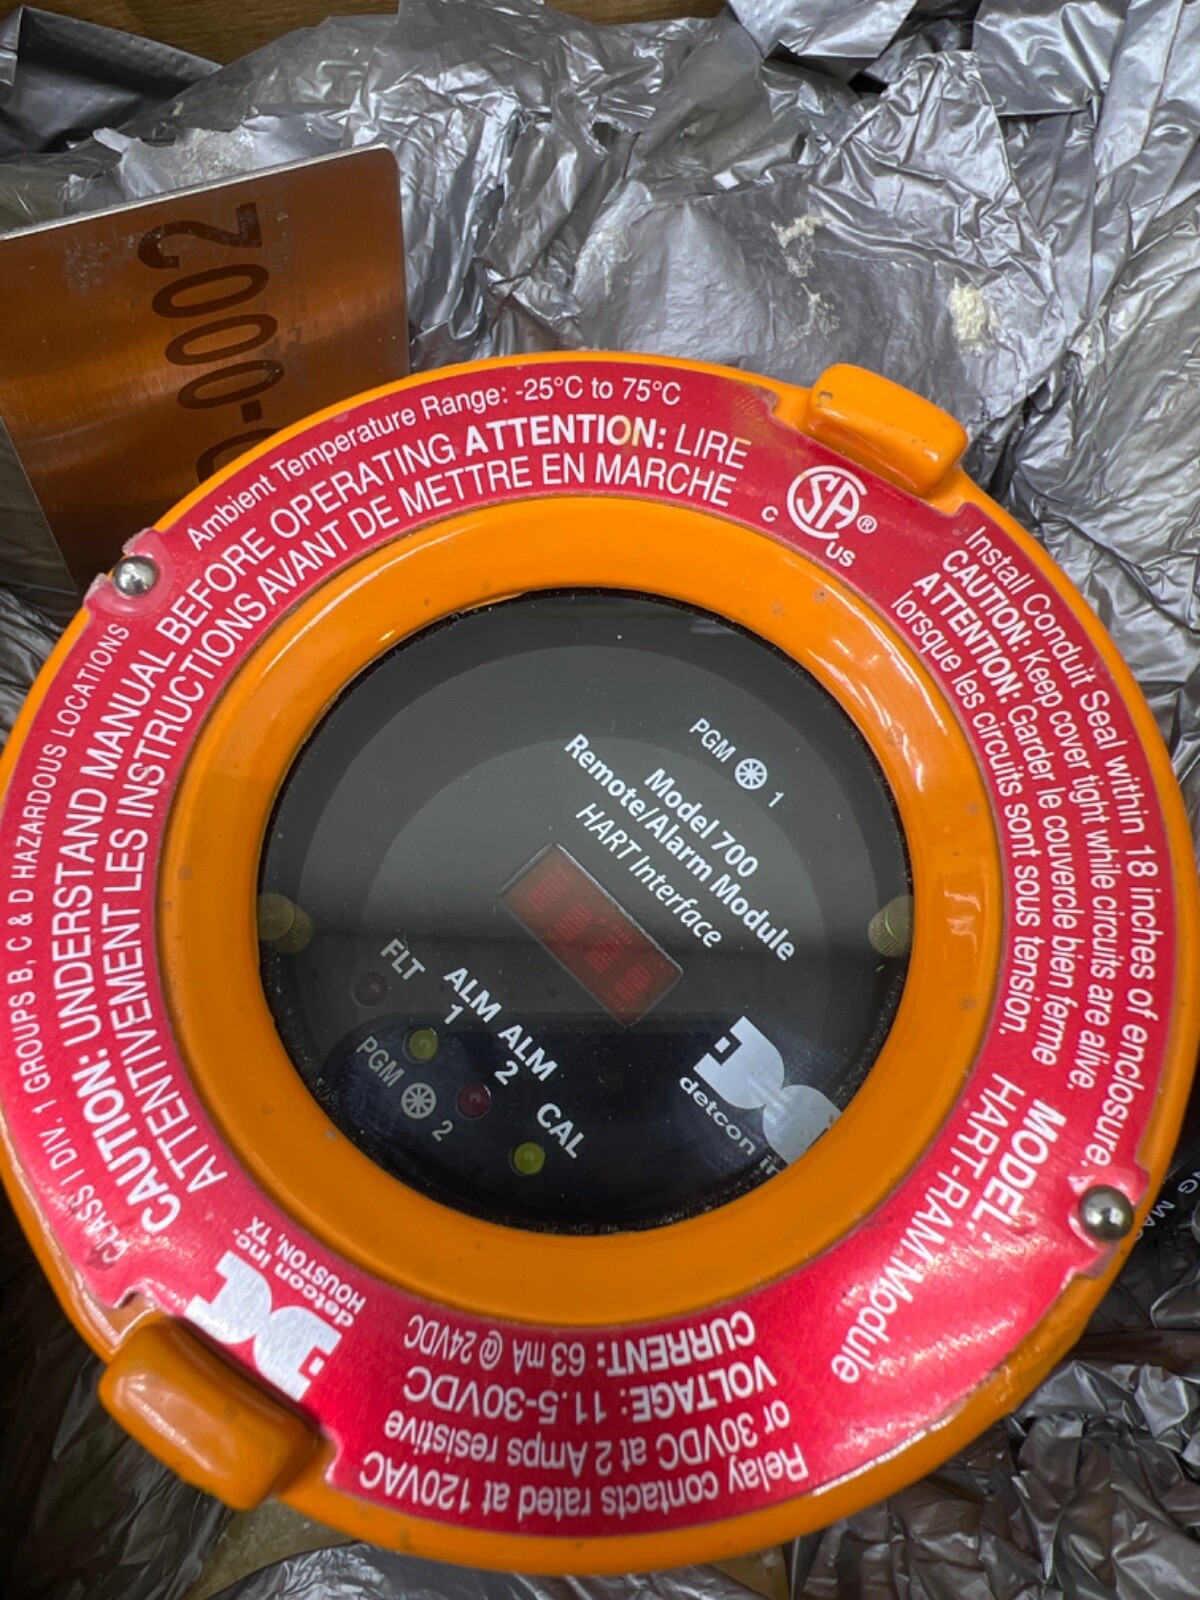 2000-0
Ambient Temperature Range: -25°C to 75°C
CAUTION: UNDERSTAND MANUAL BEFORE OPERATING ATTENTION: LIRE
ATTENTIVEMENT LES INSTRUCTIONS AVANT DE METTRE EN MARCHE
CLASS I DIV. 1 GROUPS B, C & D HAZARDOUS LOCATIONS
C SA ® US
Install Conduit Seal within 18 inches of enclosure.
CAUTION: Keep cover tight while circuits are alive.
ATTENTION: Garder le couvercle bien ferme
lorsque les circuits sont sous tension.
MODEL:
HART-RAM Module
PGM 1
Model 700
Remote/Alarm Module
HART Interface
FLT
ALM
1
ALM
2
CAL
PGM 2
detcon in
detcon inc.
HOUSTON, TX
CURRENT: 63 mA @ 24VDC
VOLTAGE: 11.5-30VDC
Relay contacts rated at 120VAC
or 30VDC at 2 Amps resistive